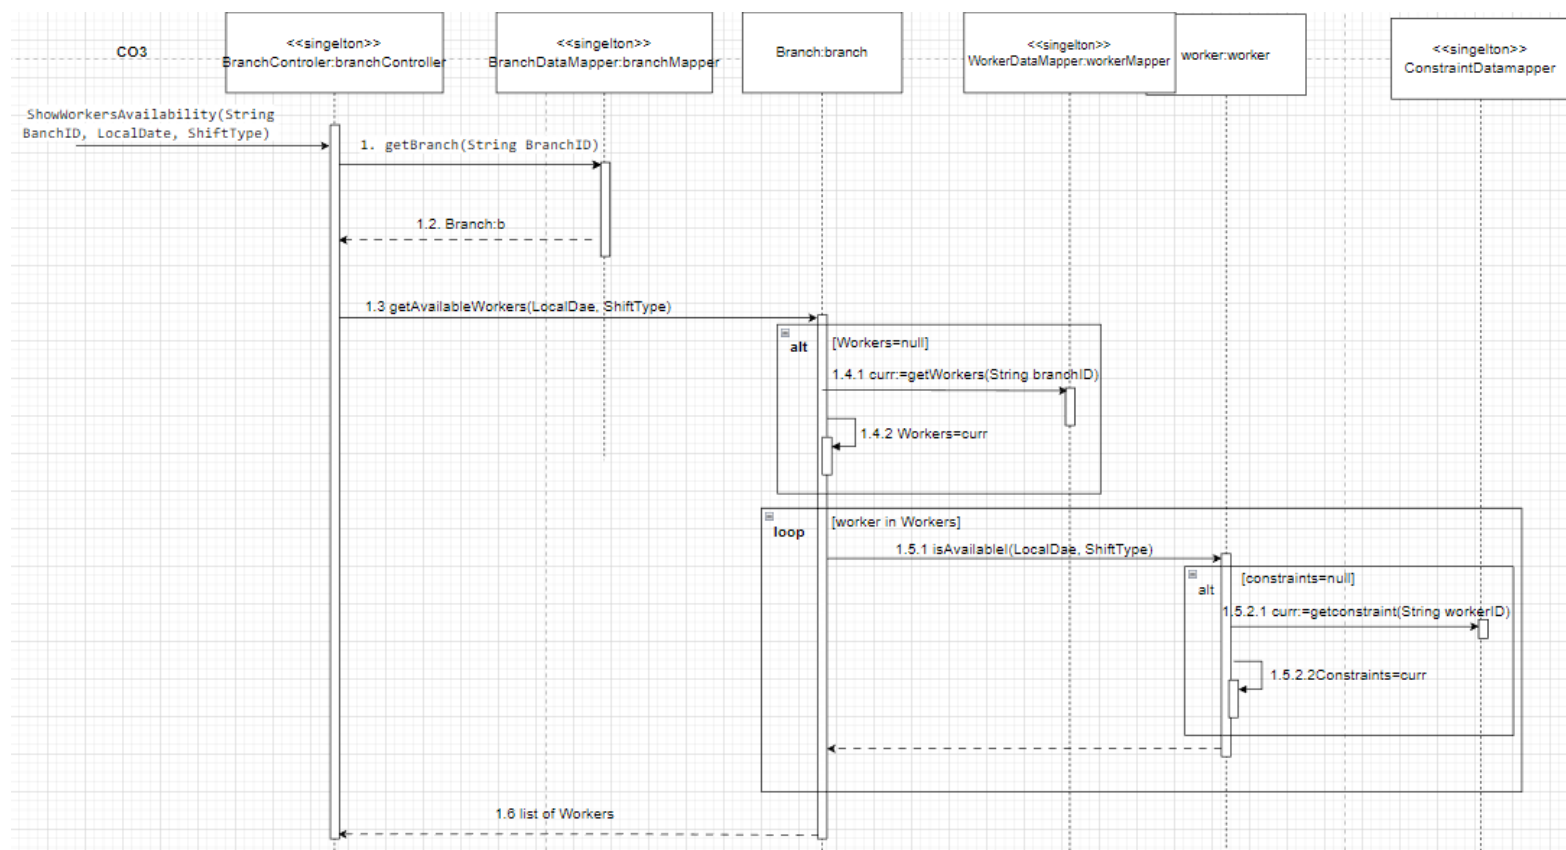 CO3
<<singelton>>
BranchControler:branchController
<<singelton>>
BranchDataMapper:branchMapper
Branch:branch
<<singelton>>
WorkerDataMapper:workerMapper
worker:worker
<<singelton>>
ConstraintDatamapper
ShowWorkersAvailability(String
BanchID, LocalDate, ShiftType)
1. getBranch(String BranchID)
1.2. Branch:b
1.3 getAvailableWorkers(LocalDae, ShiftType)
alt
[Workers=null]
1.4.1 curr:=getWorkers(String branchID)
1.4.2 Workers=curr
loop
[worker in Workers]
1.5.1 isAvailablel(LocalDae, ShiftType)
alt
[constraints=null]
1.5.2.1 curr:=getconstraint(String workerID)
1.5.2.2Constraints=curr
1.6 list of Workers